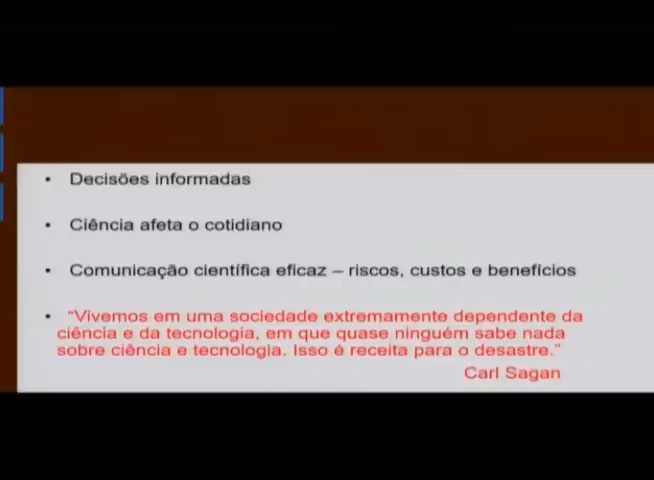 • Decisões informadas
• Ciência afeta o cotidiano
• Comunicação científica eficaz – riscos, custos e benefícios
• “Vivemos em uma sociedade extremamente dependente da
ciência e da tecnologia, em que quase ninguém sabe nada
sobre ciência e tecnologia. Isso é receita para o desastre.”
Carl Sagan